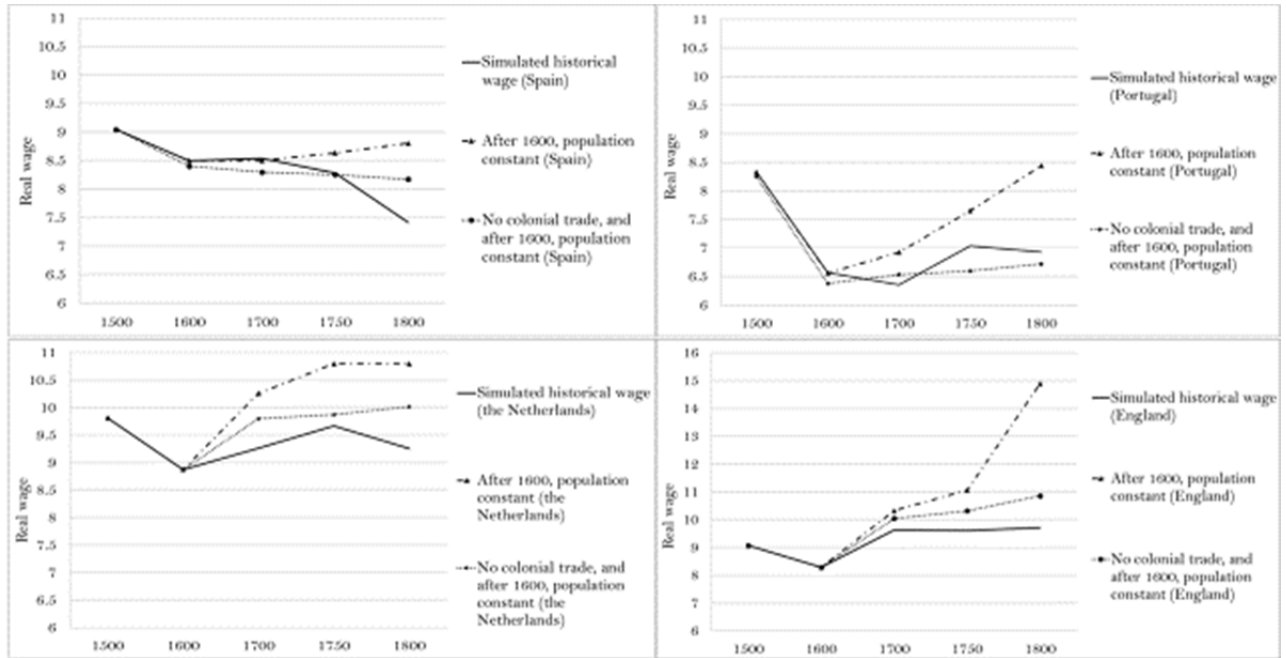 11
10.5
10
9.5
9
8.5
8
7.5
7
6.5
6
Real wage
1500 1600 1700 1750 1800
Simulated historical
wage (Spain)
After 1600, population
constant (Spain)
No colonial trade, and
after 1600, population
constant (Spain)
11
10.5
10
9.5
9
8.5
8
7.5
7
6.5
6
Real wage
1500 1600 1700 1750 1800
Simulated historical wage
(Portugal)
After 1600, population
constant (Portugal)
No colonial trade, and
after 1600, population
constant (Portugal)
11
10.5
10
9.5
9
8.5
8
7.5
7
6.5
6
Real wage
1500 1600 1700 1750 1800
Simulated historical wage
(the Netherlands)
After 1600, population
constant (the
Netherlands)
No colonial trade, and
after 1600, population
constant (the
Netherlands)
16
15
14
13
12
11
10
9
8
7
6
Real wage
1500 1600 1700 1750 1800
Simulated historical wage
(England)
After 1600, population
constant (England)
No colonial trade, and
after 1600, population
constant (England)